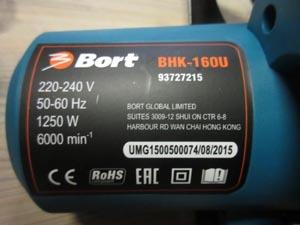 Bort
BHK-160U
93727215
220-240 V
50-60 Hz
1250 W
6000 min-1
BORT GLOBAL LIMITED
SUITES 3009-12 SHUI ON CTR 6-8
HARBOUR RD WAN CHAI HONG KONG
UMG1500500074/08/2015
CE
RoHS
EAC